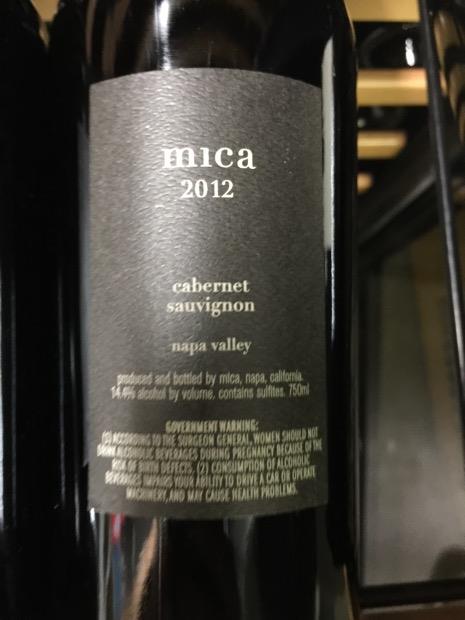 mica
2012
cabernet
sauvignon
napa valley
produced and bottled by mica, napa, california.
14.4% alcohol by volume. contains sulfites. 750ml
GOVERNMENT WARNING:
(1) ACCORDING TO THE SURGEON GENERAL, WOMEN SHOULD NOT
DRINK ALCOHOLIC BEVERAGES DURING PREGNANCY BECAUSE OF THE
RISK OF BIRTH DEFECTS. (2) CONSUMPTION OF ALCOHOLIC
BEVERAGES IMPAIRS YOUR ABILITY TO DRIVE A CAR OR OPERATE
MACHINERY, AND MAY CAUSE HEALTH PROBLEMS.